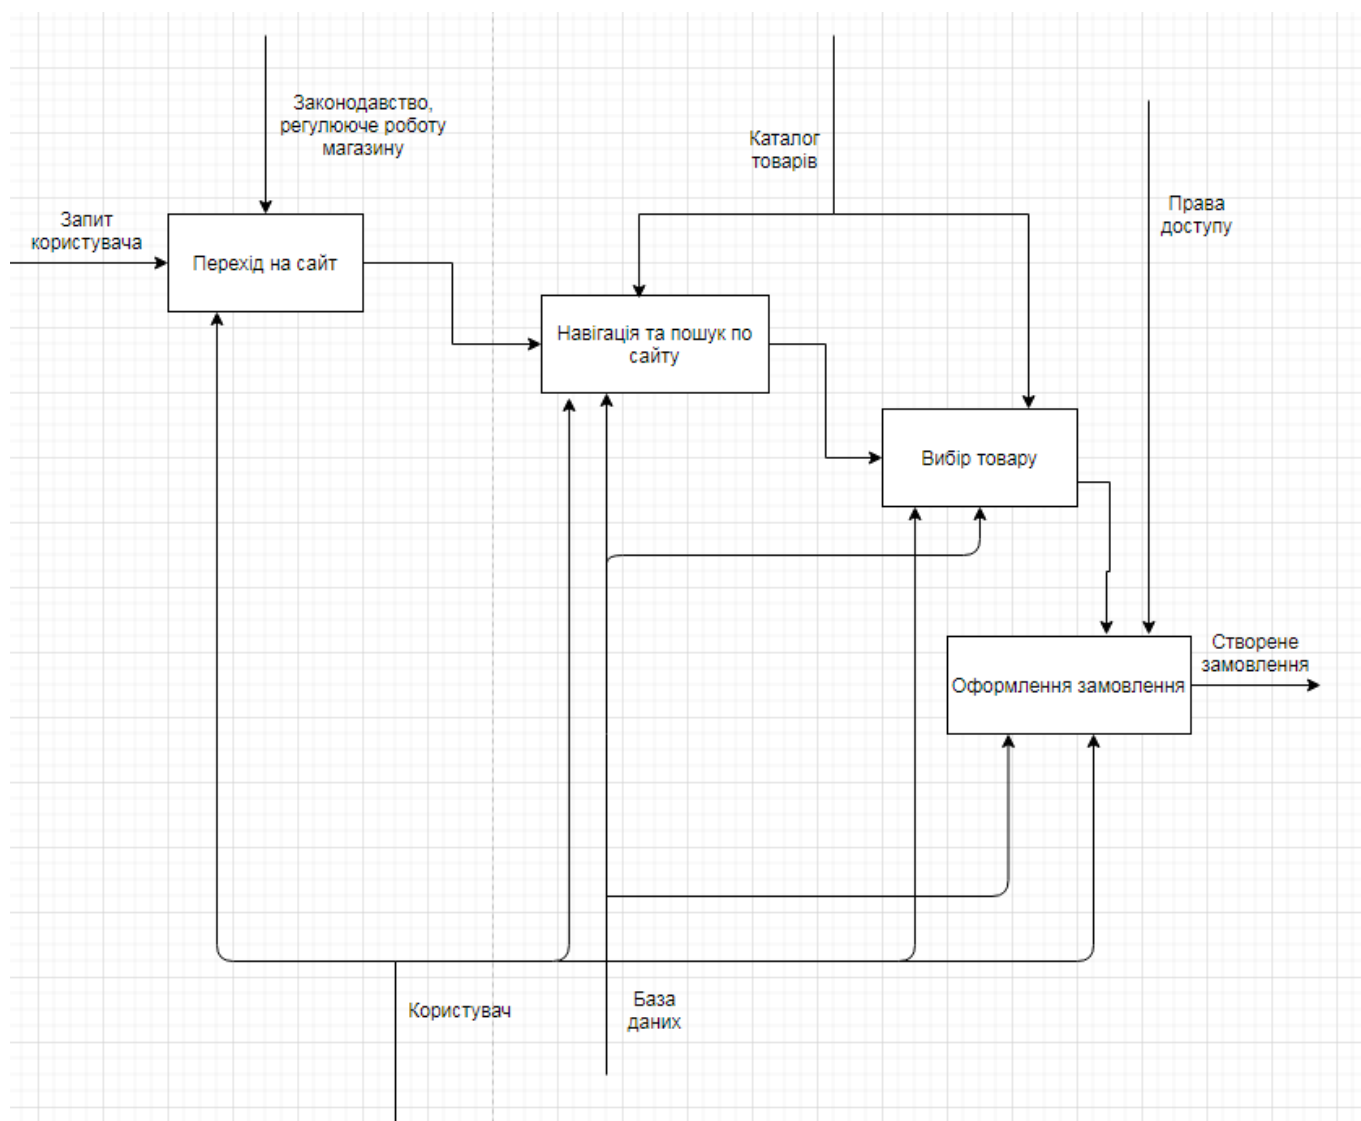 Законодавство,
регулююче роботу
магазину
Каталог
товарів
Права
доступу
Запит
користувача
Перехід на сайт
Навігація та пошук по
сайту
Вибір товару
Створене
замовлення
Оформлення замовлення
Користувач
База
даних